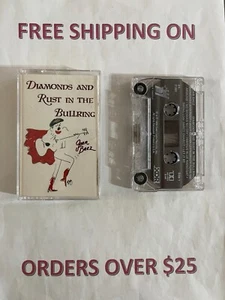 FREE SHIPPING ON
DIAMONDS AND
RUST IN THE
BULLRING
Joan
Baez
ORDERS OVER $25